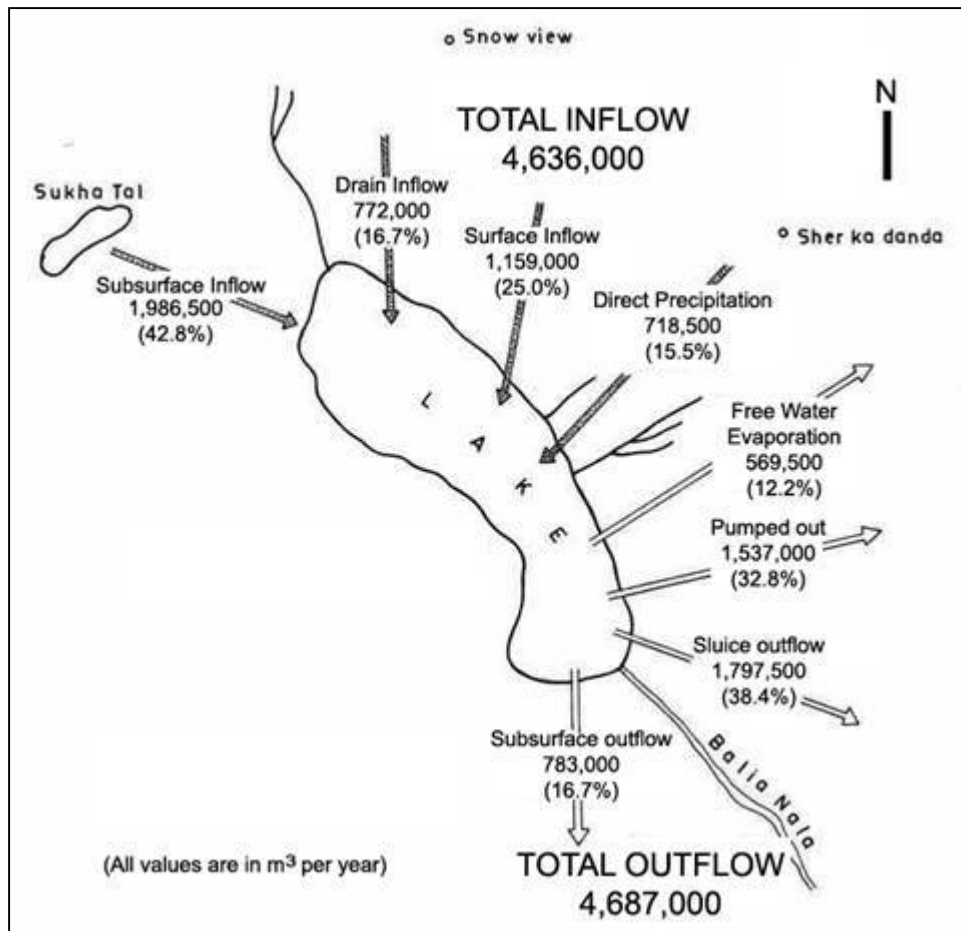 Snow view
N
TOTAL INFLOW
4,636,000
Sukha Tal
Drain Inflow
772,000
(16.7%)
Surface Inflow
1,159,000
(25.0%)
Sher ka danda
Subsurface Inflow
1,986,500
(42.8%)
Direct Precipitation
718,500
(15.5%)
LAKE
Free Water
Evaporation
569,500
(12.2%)
Pumped out
1,537,000
(32.8%)
Sluice outflow
1,797,500
(38.4%)
Subsurface outflow
783,000
(16.7%)
Balia Nala
(All values are in m³ per year)
TOTAL OUTFLOW
4,687,000